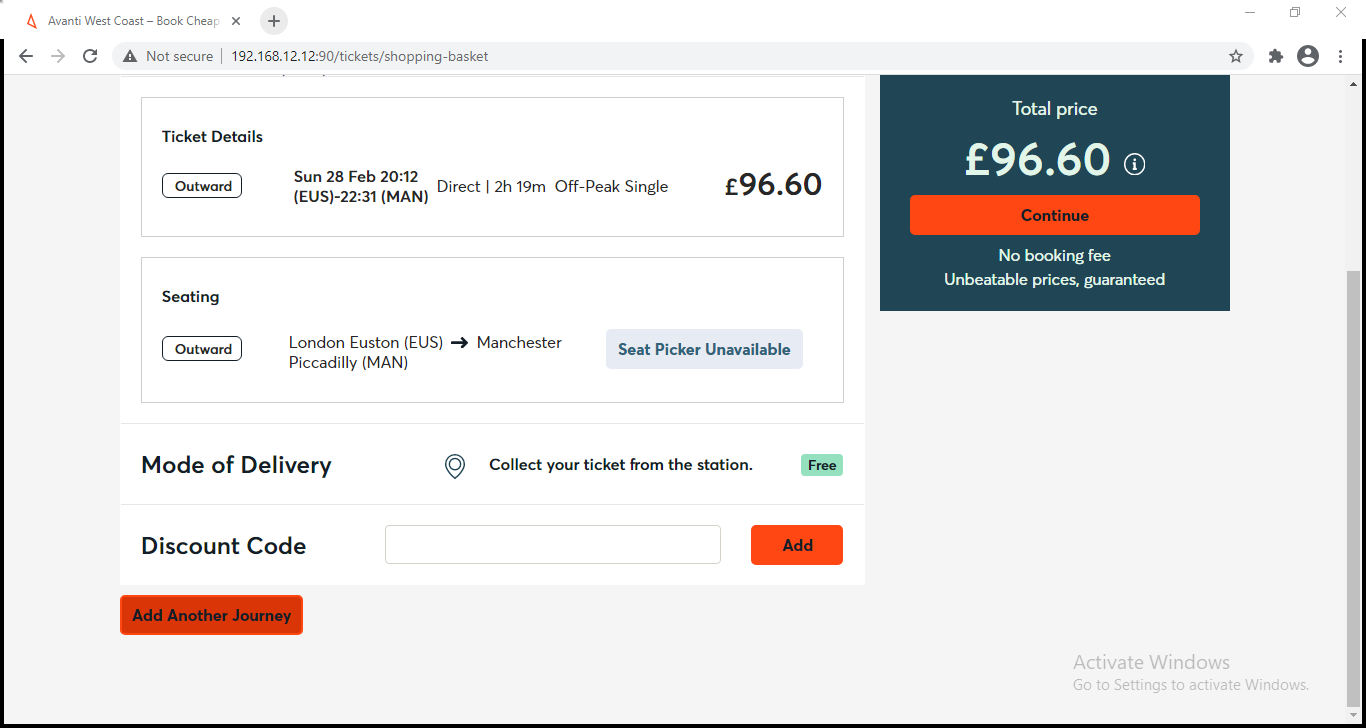 Avanti West Coast – Book Cheap
Not secure
192.168.12.12:90/tickets/shopping-basket
Total price
£96.60
Continue
No booking fee
Unbeatable prices, guaranteed
Ticket Details
Outward
Sun 28 Feb 20:12
(EUS)-22:31 (MAN)
Direct | 2h 19m Off-Peak Single
£96.60
Seating
Outward
London Euston (EUS) → Manchester
Piccadilly (MAN)
Seat Picker Unavailable
Mode of Delivery
Collect your ticket from the station.
Free
Discount Code
Add
Add Another Journey
Activate Windows
Go to Settings to activate Windows.